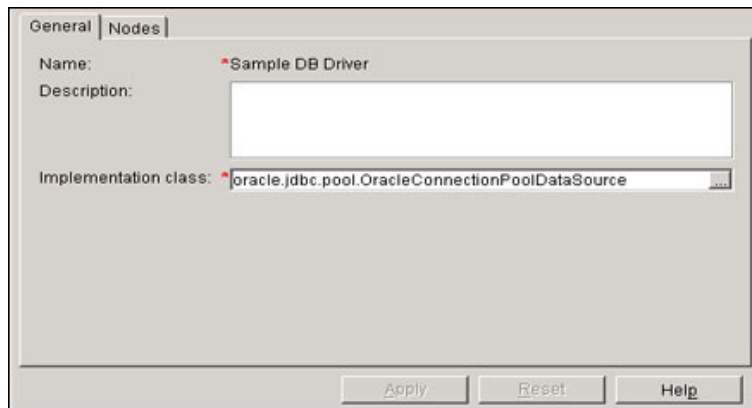 General Nodes
Name: *Sample DB Driver
Description:
Implementation class: *oracle.jdbc.pool.OracleConnectionPoolDataSource ...
Apply Reset Help